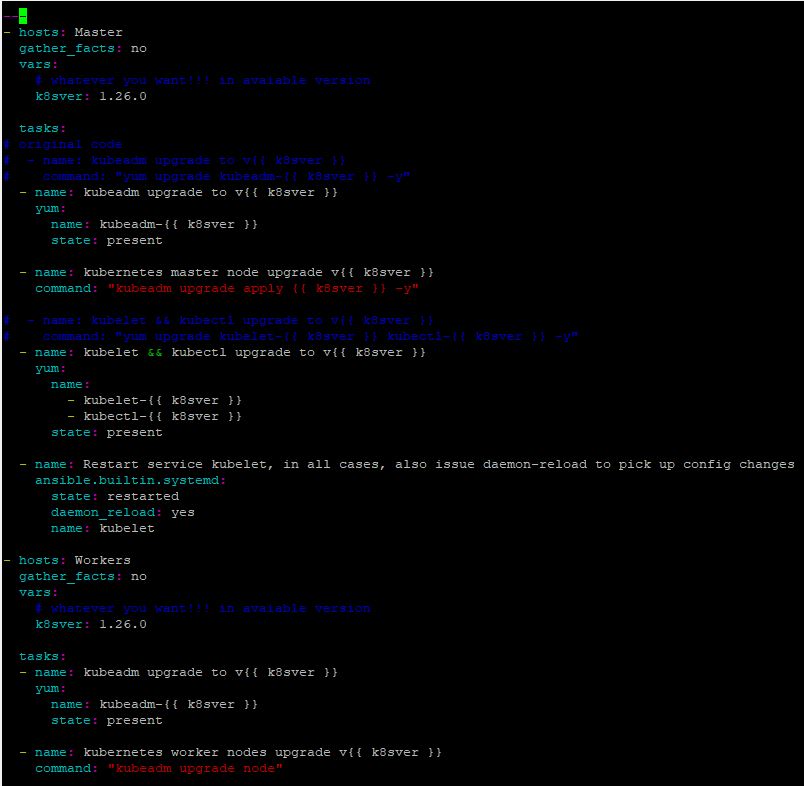 ---
- hosts: Master
  gather_facts: no
  vars:
    # whatever you want!!! in avaiable version
    k8sver: 1.26.0
  tasks:
# original code
#  - name: kubeadm upgrade to v{{ k8sver }}
#    command: "yum upgrade kubeadm-{{ k8sver }} -y"
  - name: kubeadm upgrade to v{{ k8sver }}
    yum:
      name: kubeadm-{{ k8sver }}
      state: present
  - name: kubernetes master node upgrade v{{ k8sver }}
    command: "kubeadm upgrade apply {{ k8sver }} -y"
#  - name: kubelet && kubectl upgrade to v{{ k8sver }}
#    command: "yum upgrade kubelet-{{ k8sver }} kubectl-{{ k8sver }} -y"
  - name: kubelet && kubectl upgrade to v{{ k8sver }}
    yum:
      name:
        - kubelet-{{ k8sver }}
        - kubectl-{{ k8sver }}
      state: present
  - name: Restart service kubelet, in all cases, also issue daemon-reload to pick up config changes
    ansible.builtin.systemd:
      state: restarted
      daemon_reload: yes
      name: kubelet
- hosts: Workers
  gather_facts: no
  vars:
    # whatever you want!!! in avaiable version
    k8sver: 1.26.0
  tasks:
  - name: kubeadm upgrade to v{{ k8sver }}
    yum:
      name: kubeadm-{{ k8sver }}
      state: present
  - name: kubernetes worker nodes upgrade v{{ k8sver }}
    command: "kubeadm upgrade node"